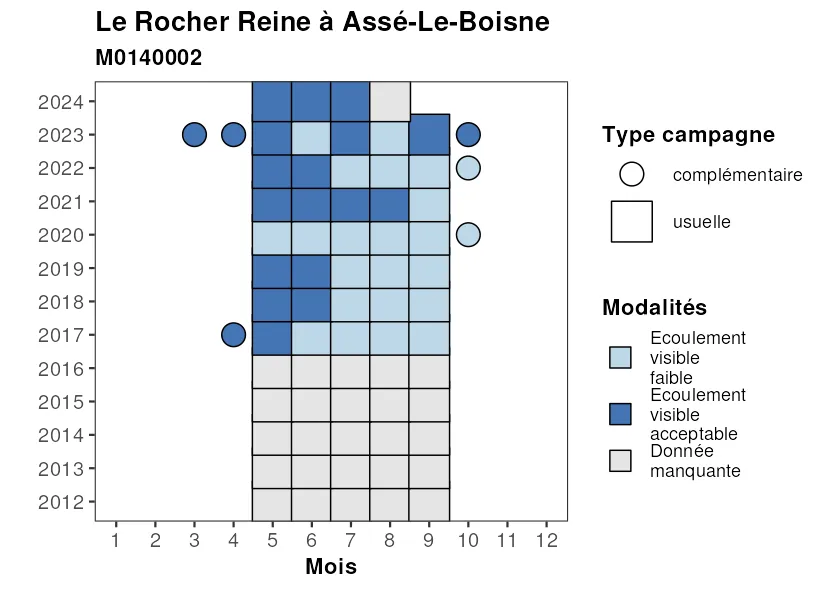 Le Rocher Reine à Assé-Le-Boisne
M0140002
2024
2023
2022
2021
2020
2019
2018
2017
2016
2015
2014
2013
2012
1 2 3 4 5 6 7 8 9 10 11 12
Mois
Type campagne
complémentaire
usuelle
Modalités
Ecoulement
visible
faible
Ecoulement
visible
acceptable
Donnée
manquante